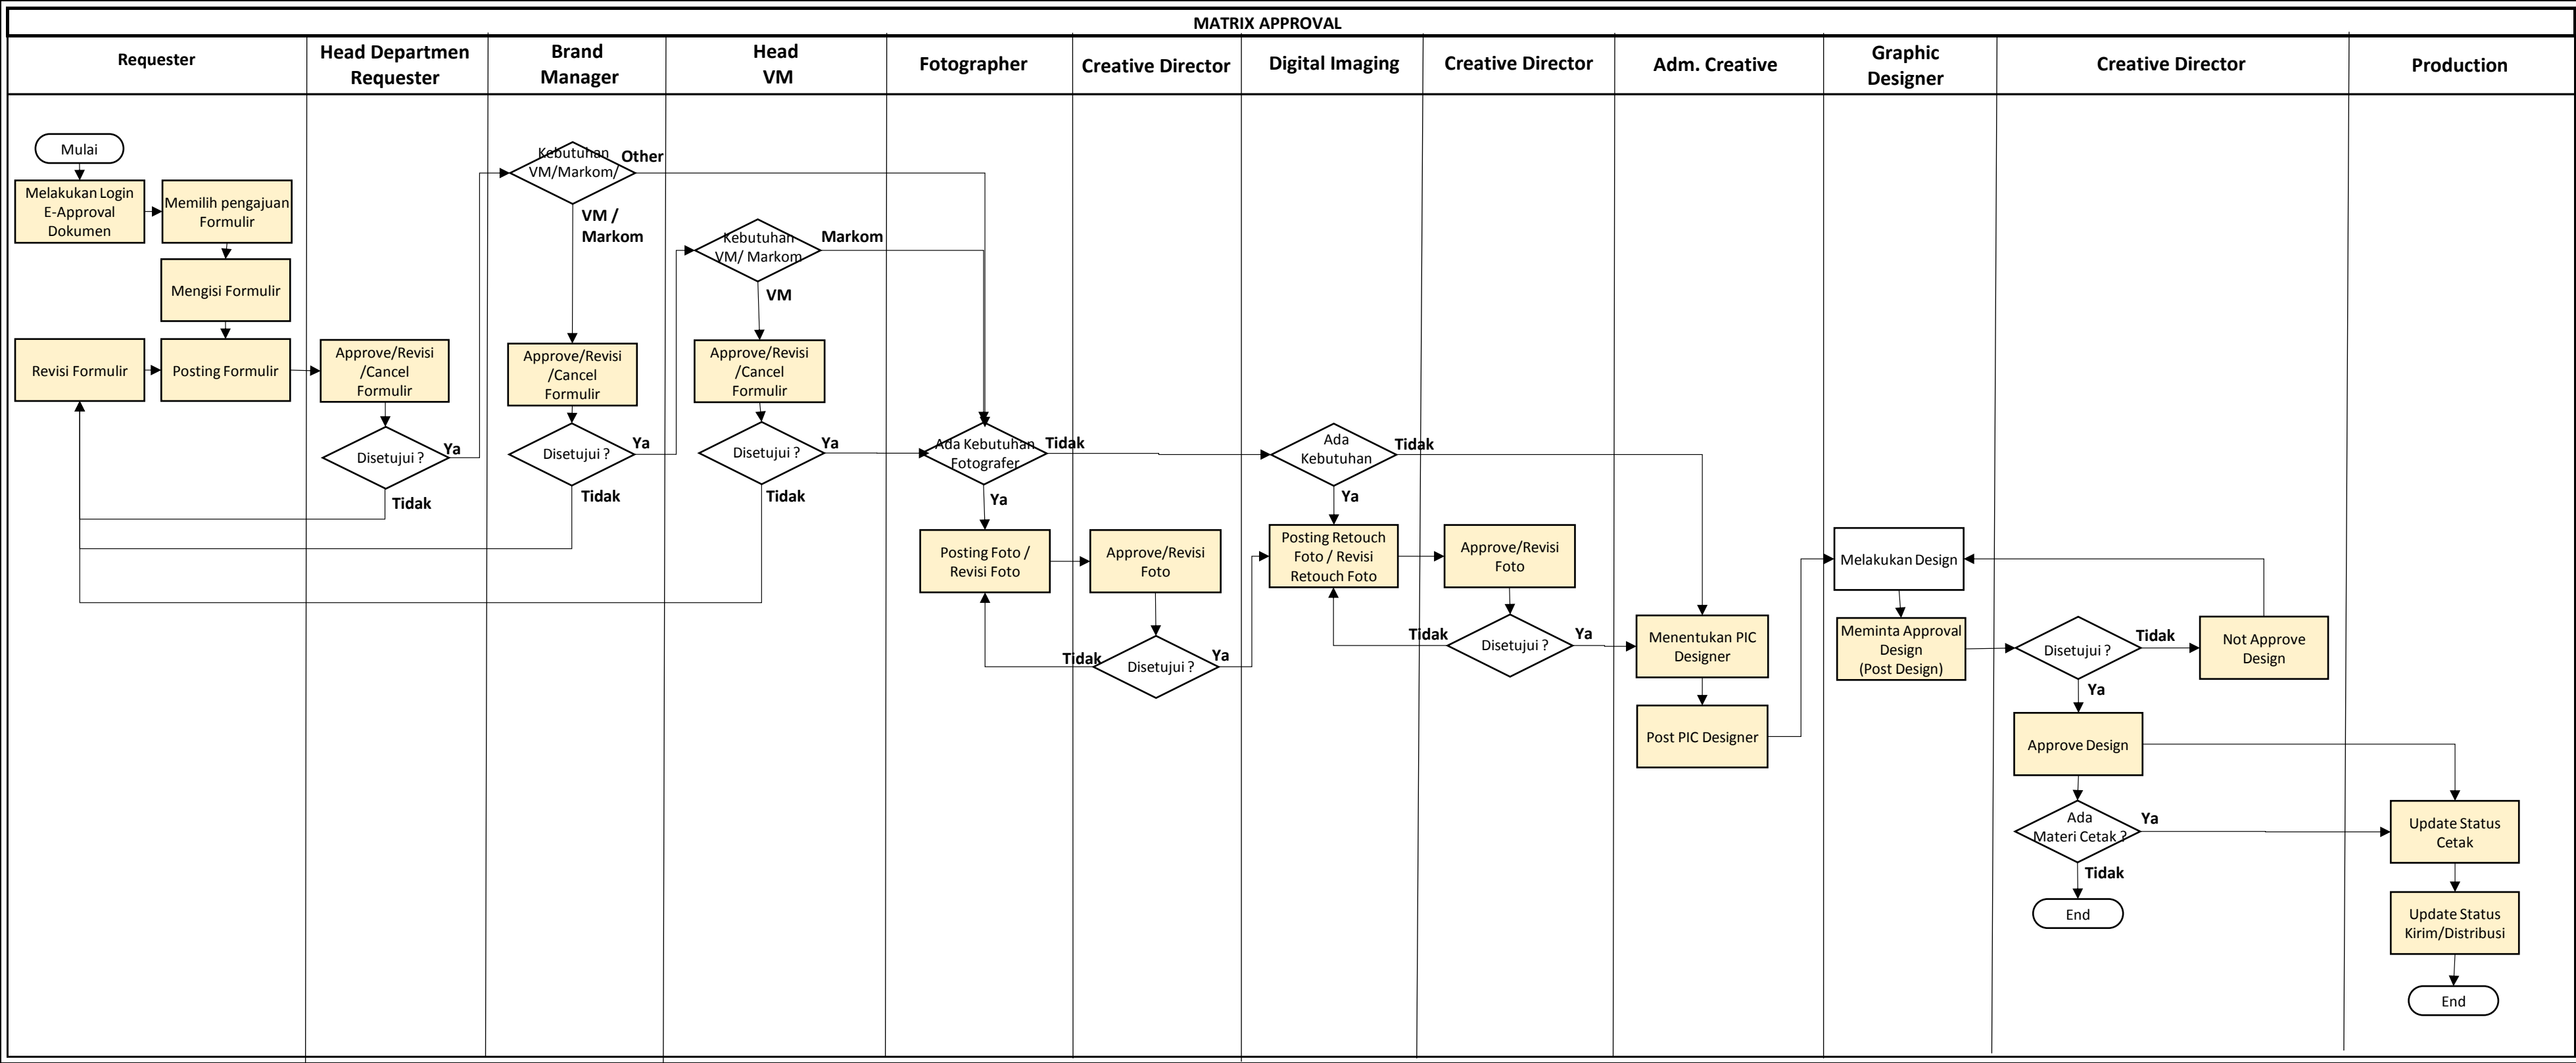 MATRIX APPROVAL
Requester
Head Departmen
Requester
Brand
Manager
Head
VM
Fotographer
Creative Director
Digital Imaging
Creative Director
Adm. Creative
Graphic
Designer
Creative Director
Production
Mulai
Melakukan Login
E-Approval
Dokumen
Memilih pengajuan
Formulir
Mengisi Formulir
Revisi Formulir
Posting Formulir
Approve/Revisi
/Cancel
Formulir
Disetujui ?
Ya
Tidak
Kebutuhan
VM/Markom/
Other
VM /
Markom
Approve/Revisi
/Cancel
Formulir
Disetujui ?
Ya
Tidak
Kebutuhan
VM/ Markom
Markom
VM
Approve/Revisi
/Cancel
Formulir
Disetujui ?
Ya
Tidak
Ada Kebutuhan
Fotografer
Tidak
Ya
Posting Foto /
Revisi Foto
Approve/Revisi
Foto
Disetujui ?
Tidak
Ya
Ada
Kebutuhan
Tidak
Ya
Posting Retouch
Foto / Revisi
Retouch Foto
Approve/Revisi
Foto
Disetujui ?
Tidak
Ya
Menentukan PIC
Designer
Post PIC Designer
Melakukan Design
Meminta Approval
Design
(Post Design)
Disetujui ?
Tidak
Ya
Not Approve
Design
Approve Design
Ada
Materi Cetak ?
Ya
Tidak
End
Update Status
Cetak
Update Status
Kirim/Distribusi
End